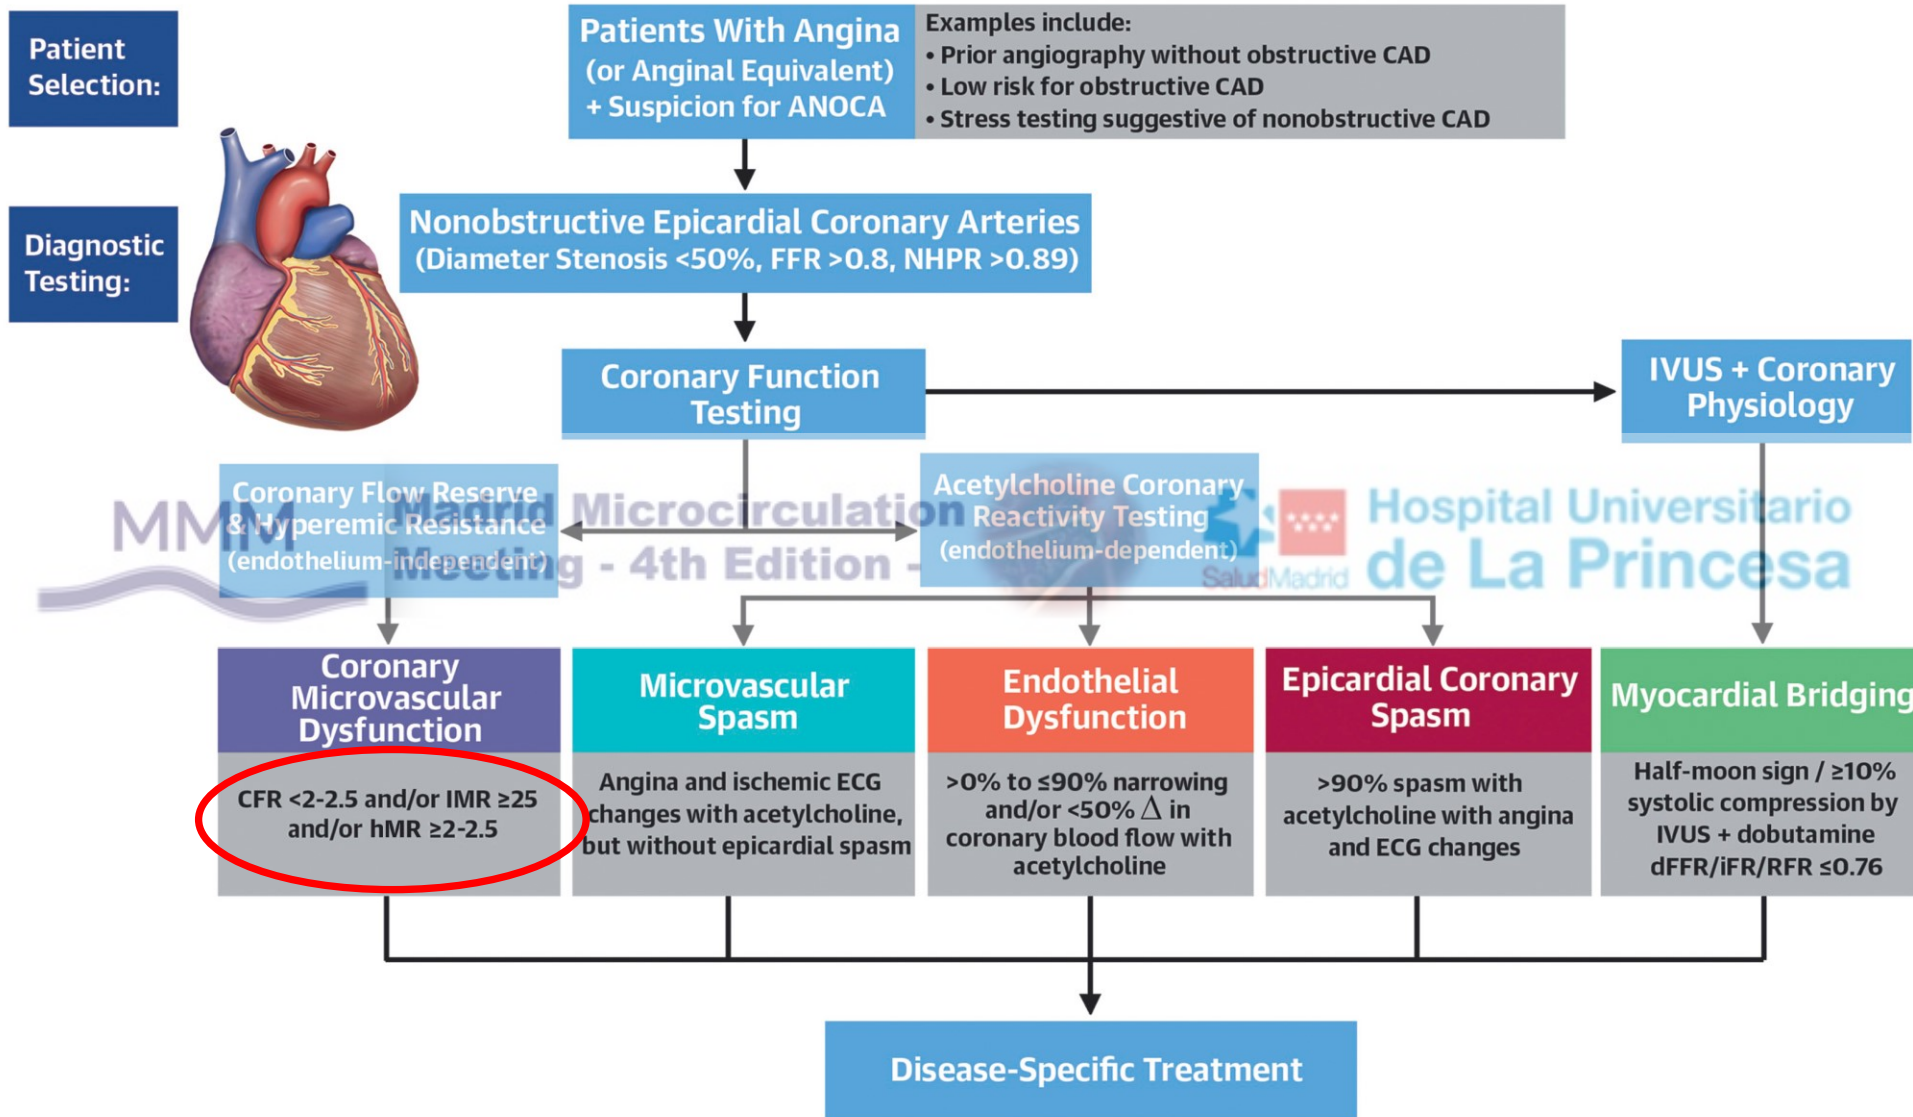 Patient
Selection:
Patients With Angina
(or Anginal Equivalent)
+ Suspicion for ANOCA
Examples include:
• Prior angiography without obstructive CAD
• Low risk for obstructive CAD
• Stress testing suggestive of nonobstructive CAD
Diagnostic
Testing:
Nonobstructive Epicardial Coronary Arteries
(Diameter Stenosis <50%, FFR >0.8, NHPR >0.89)
Coronary Function
Testing
IVUS + Coronary
Physiology
Coronary Flow Reserve
& Hyperemic Resistance
(endothelium-independent)
Acetylcholine Coronary
Reactivity Testing
(endothelium-dependent)
MMM
Madrid Microcirculation
Meeting - 4th Edition -
SaludMadrid
Hospital Universitario
de La Princesa
Coronary
Microvascular
Dysfunction
CFR <2-2.5 and/or IMR ≥25
and/or hMR ≥2-2.5
Microvascular
Spasm
Angina and ischemic ECG
changes with acetylcholine,
but without epicardial spasm
Endothelial
Dysfunction
>0% to ≤90% narrowing
and/or <50% Δ in
coronary blood flow with
acetylcholine
Epicardial Coronary
Spasm
>90% spasm with
acetylcholine with angina
and ECG changes
Myocardial Bridging
Half-moon sign / ≥10%
systolic compression by
IVUS + dobutamine
dFFR/iFR/RFR ≤0.76
Disease-Specific Treatment